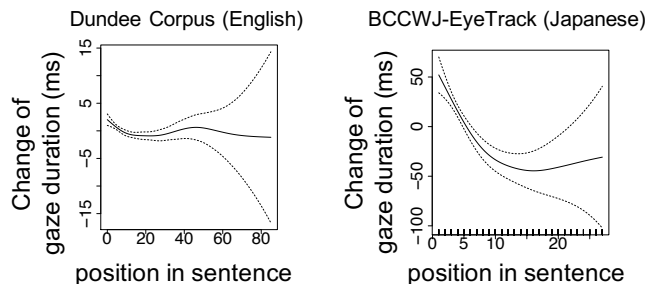 Dundee Corpus (English)
Change of
gaze duration (ms)
15
5
−5
−15
0 20 40 60 80
position in sentence
BCCWJ-EyeTrack (Japanese)
Change of
gaze duration (ms)
50
0
−50
−100
0 5 10 20
position in sentence